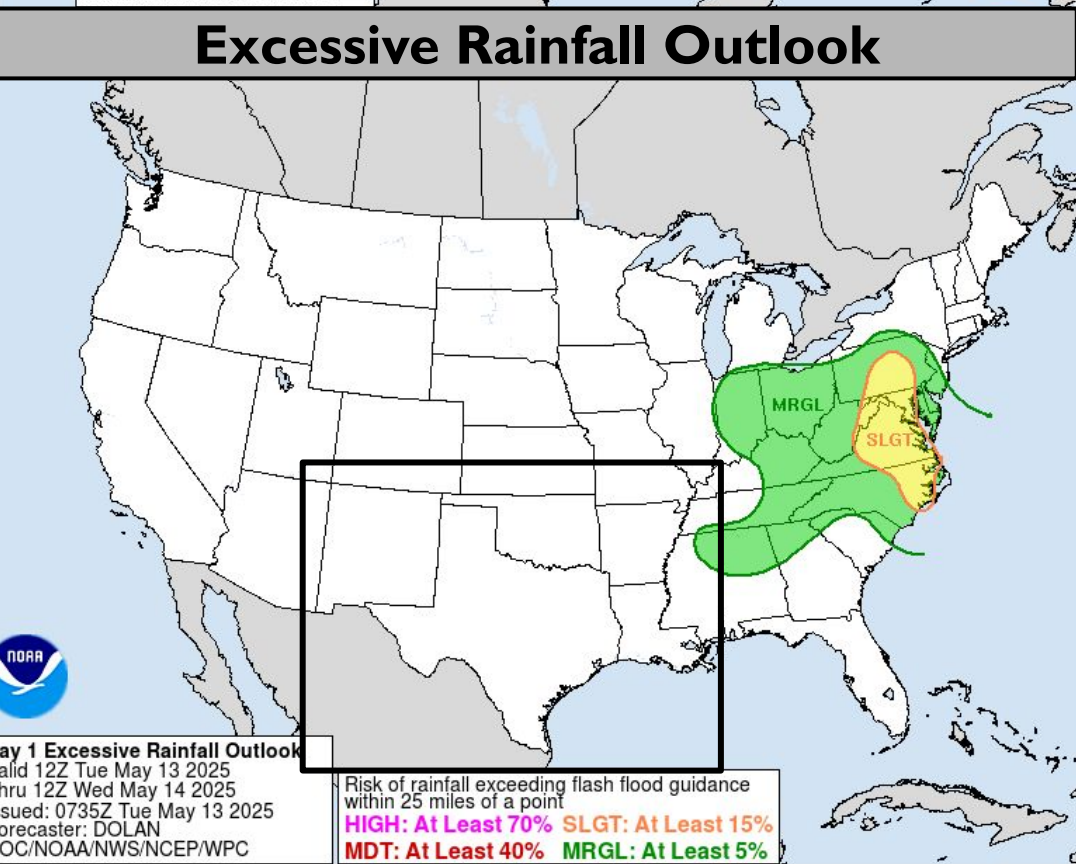 Excessive Rainfall Outlook
MRGL
SLGT
NOAA
ay 1 Excessive Rainfall Outlook
alid 12Z Tue May 13 2025
hru 12Z Wed May 14 2025
ssued: 0735Z Tue May 13 2025
orecaster: DOLAN
OC/NOAA/NWS/NCEP/WPC
Risk of rainfall exceeding flash flood guidance
within 25 miles of a point
HIGH: At Least 70% SLGT: At Least 15%
MDT: At Least 40% MRGL: At Least 5%